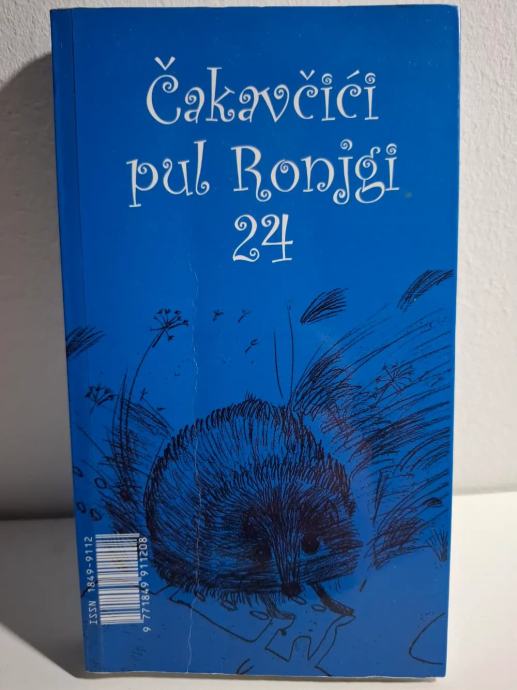 Čakavčići
pul Ronjgi
24
ISSN 1849-9112
9 771849 911208